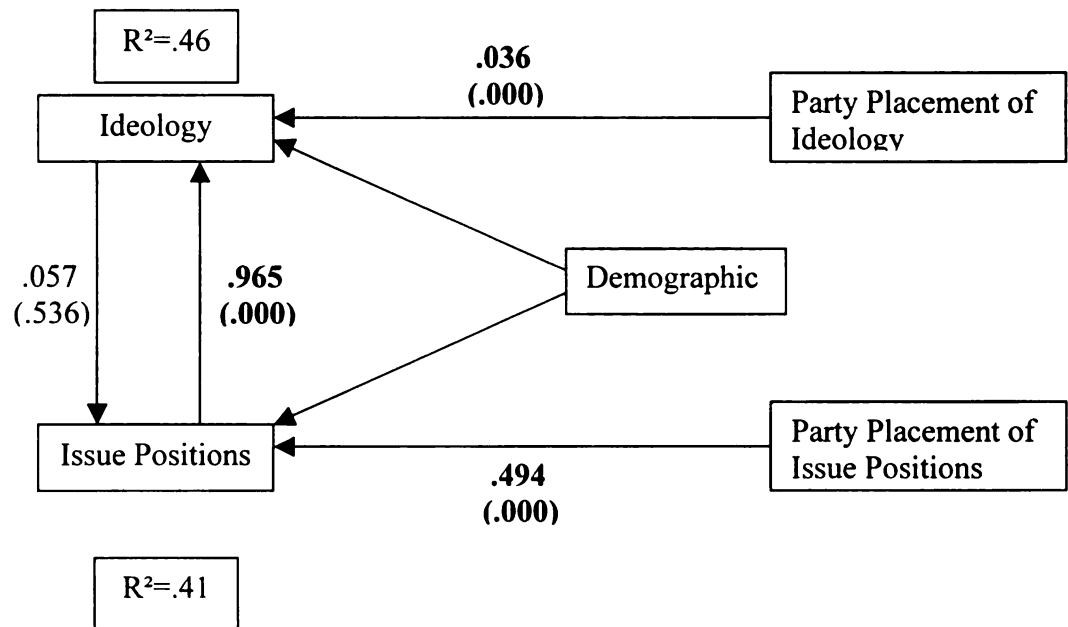 R²=.46
Ideology
.036
(.000)
Party Placement of
Ideology
Demographic
.057
(.536)
.965
(.000)
Issue Positions
Party Placement of
Issue Positions
.494
(.000)
R²=.41